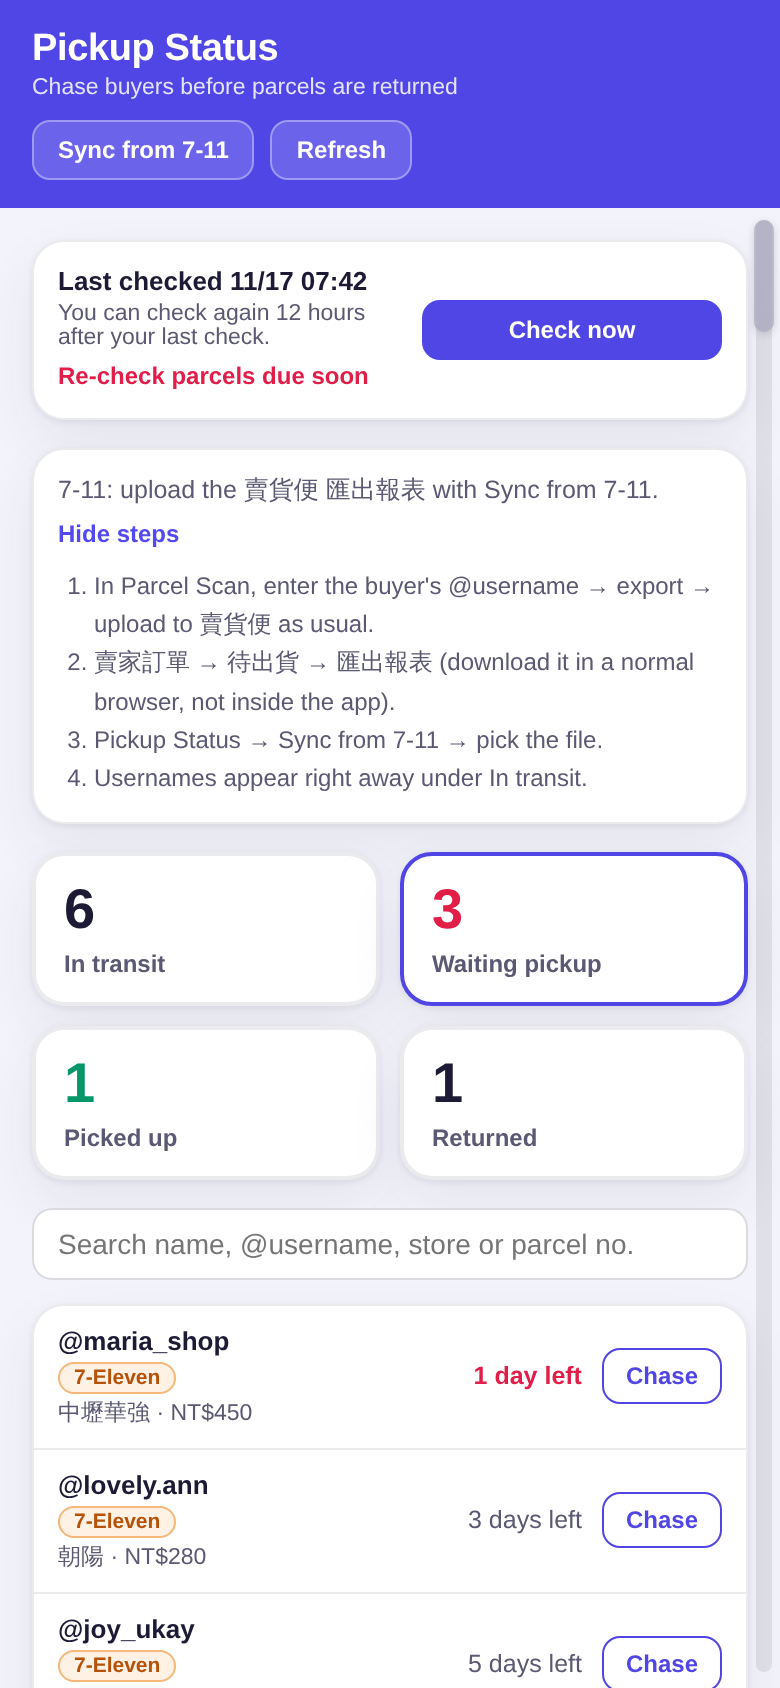 Pickup Status
Chase buyers before parcels are returned
Sync from 7-11
Refresh
Last checked 11/17 07:42
You can check again 12 hours
after your last check.
Re-check parcels due soon
Check now
7-11: upload the 賣貨便 匯出報表 with Sync from 7-11.
Hide steps
1. In Parcel Scan, enter the buyer's @username → export →
upload to 賣貨便 as usual.
2. 賣家訂單 → 待出貨 → 匯出報表 (download it in a normal
browser, not inside the app).
3. Pickup Status → Sync from 7-11 → pick the file.
4. Usernames appear right away under In transit.
6
In transit
3
Waiting pickup
1
Picked up
1
Returned
Search name, @username, store or parcel no.
@maria_shop
7-Eleven
中壢華強 · NT$450
1 day left
Chase
@lovely.ann
7-Eleven
朝陽 · NT$280
3 days left
Chase
@joy_ukay
7-Eleven
5 days left
Chase